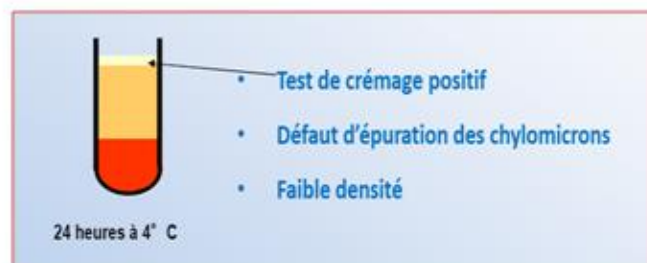 • Test de crémage positif
• Défaut d'épuration des chylomicrons
• Faible densité
24 heures à 4° C